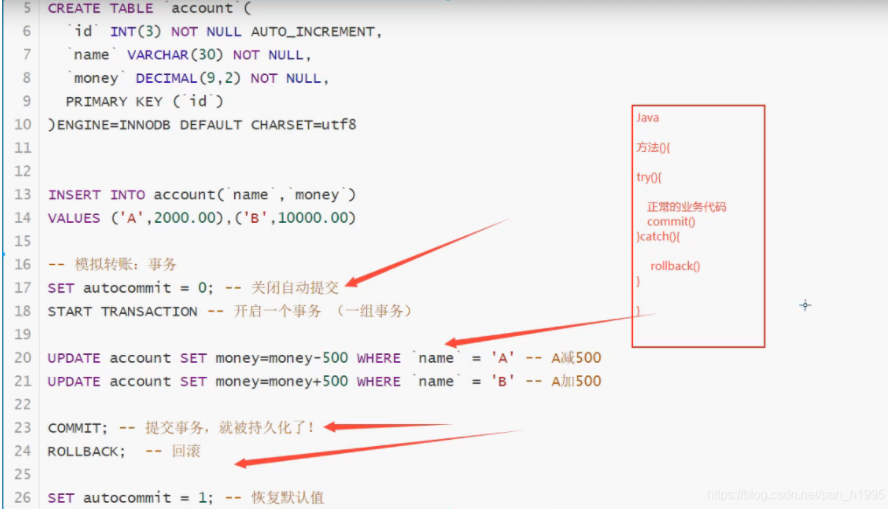 5 CREATE TABLE `account`(
6 `id` INT(3) NOT NULL AUTO_INCREMENT,
7 `name` VARCHAR(30) NOT NULL,
8 `money` DECIMAL(9,2) NOT NULL,
9 PRIMARY KEY (`id`)
10 )ENGINE=INNODB DEFAULT CHARSET=utf8
11
12
13 INSERT INTO account(`name`,`money`)
14 VALUES ('A',2000.00),('B',10000.00)
15
16 -- 模拟转账：事务
17 SET autocommit = 0; -- 关闭自动提交
18 START TRANSACTION -- 开启一个事务 （一组事务）
19
20 UPDATE account SET money=money-500 WHERE `name` = 'A' -- A减500
21 UPDATE account SET money=money+500 WHERE `name` = 'B' -- A加500
22
23 COMMIT; -- 提交事务，就被持久化了！
24 ROLLBACK; -- 回滚
25
26 SET autocommit = 1; -- 恢复默认值
Java
方法(){
try(){
正常的业务代码
commit()
}catch(){
rollback()
}
}
https://blog.csdn.net/pan_h1995